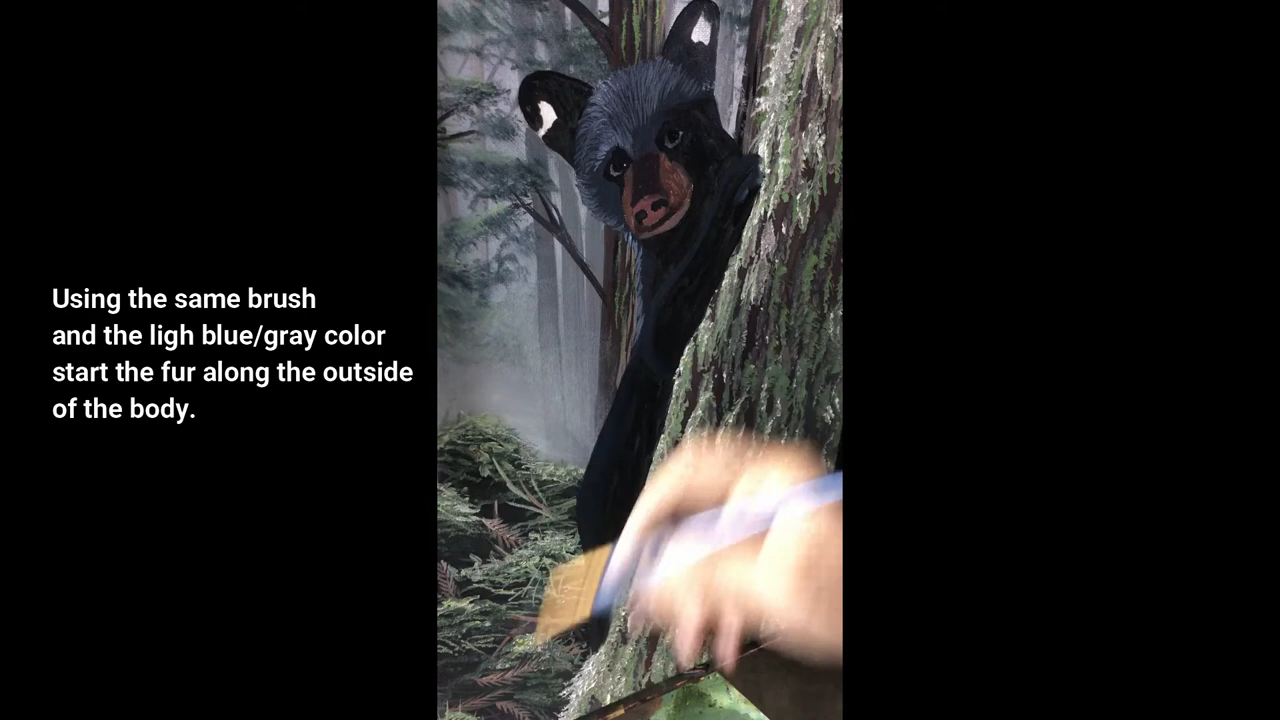 Using the same brush
and the ligh blue/gray color
start the fur along the outside
of the body.